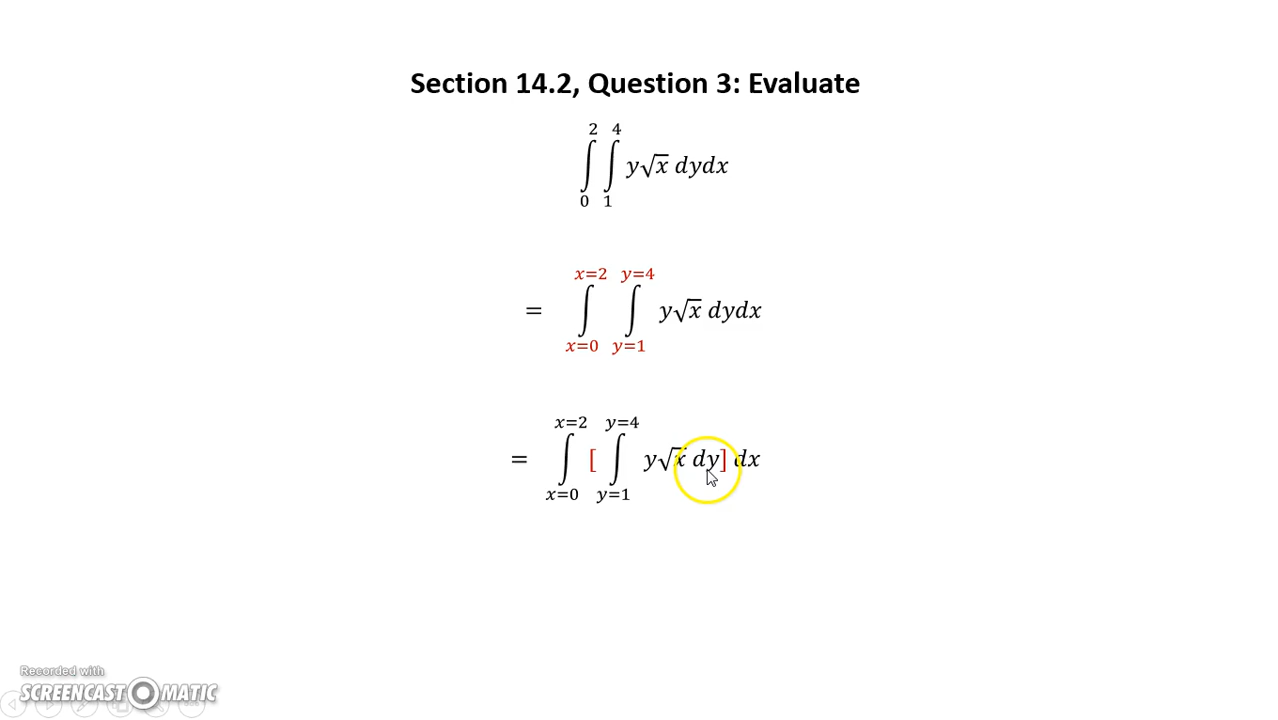 Section 14.2, Question 3: Evaluate
2 4
∫ ∫ y√x dydx
0 1
x=2 y=4
= ∫ ∫ y√x dydx
x=0 y=1
x=2 y=4
= ∫ [ ∫ y√x dy] dx
x=0 y=1
Recorded with
SCREENCAST MATIC